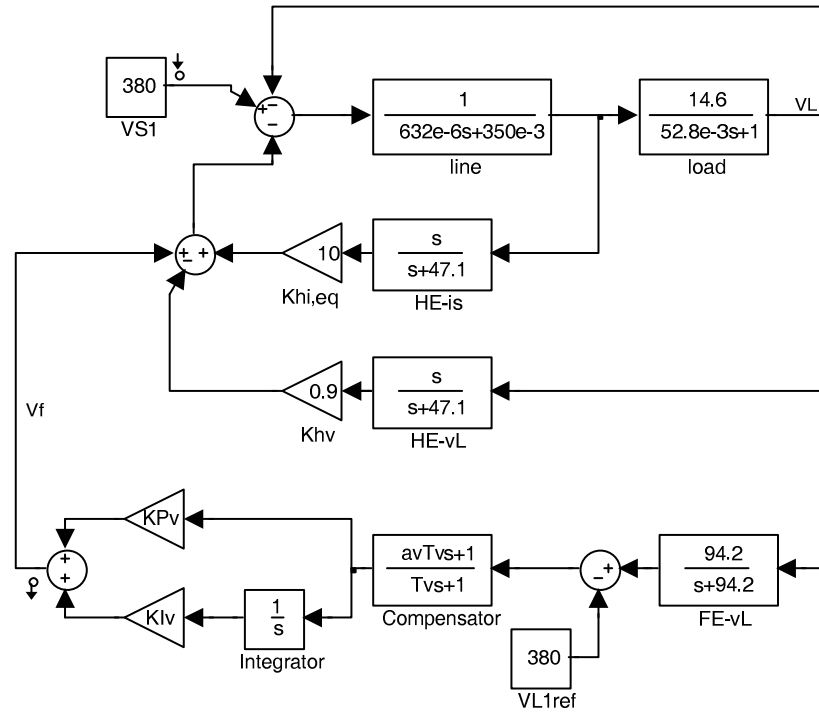 380
VS1
+
−
−
1
632e-6s+350e-3
line
14.6
52.8e-3s+1
load
VL
+
−
+
10
Khi,eq
s
s+47.1
HE-is
0.9
Khv
s
s+47.1
HE-vL
Vf
KPv
+
+
KIv
1
s
Integrator
avTvs+1
Tvs+1
Compensator
−
+
94.2
s+94.2
FE-vL
380
VL1ref